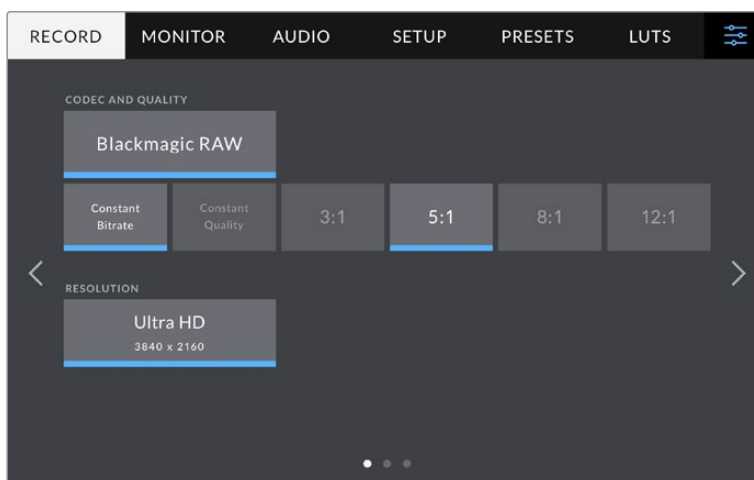 RECORD MONITOR AUDIO SETUP PRESETS LUTS
CODEC AND QUALITY
Blackmagic RAW
Constant Bitrate Constant Quality 3:1 5:1 8:1 12:1
RESOLUTION
Ultra HD
3840 x 2160